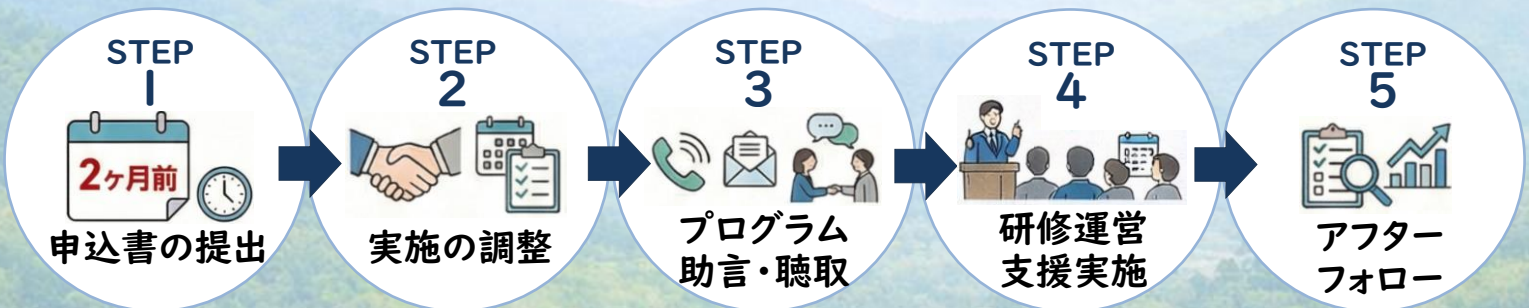 STEP
1
2ヶ月前
申込書の提出
STEP
2
実施の調整
STEP
3
プログラム
助言・聴取
STEP
4
研修運営
支援実施
STEP
5
アフター
フォロー